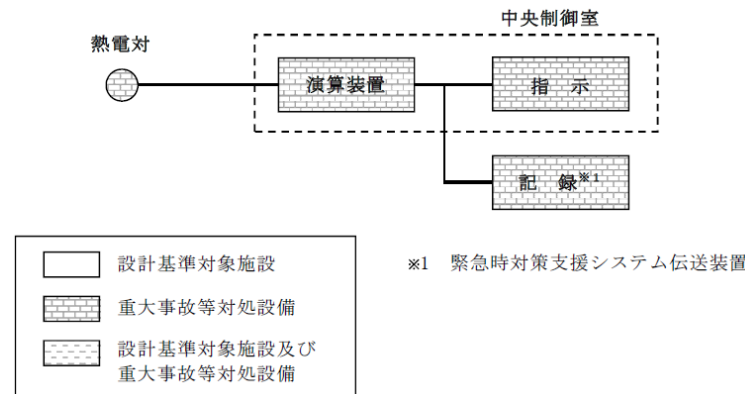 中央制御室
熱電対
演算装置
指　示
記　録※1
設計基準対象施設
※1　緊急時対策支援システム伝送装置
重大事故等対処設備
設計基準対象施設及び
重大事故等対処設備